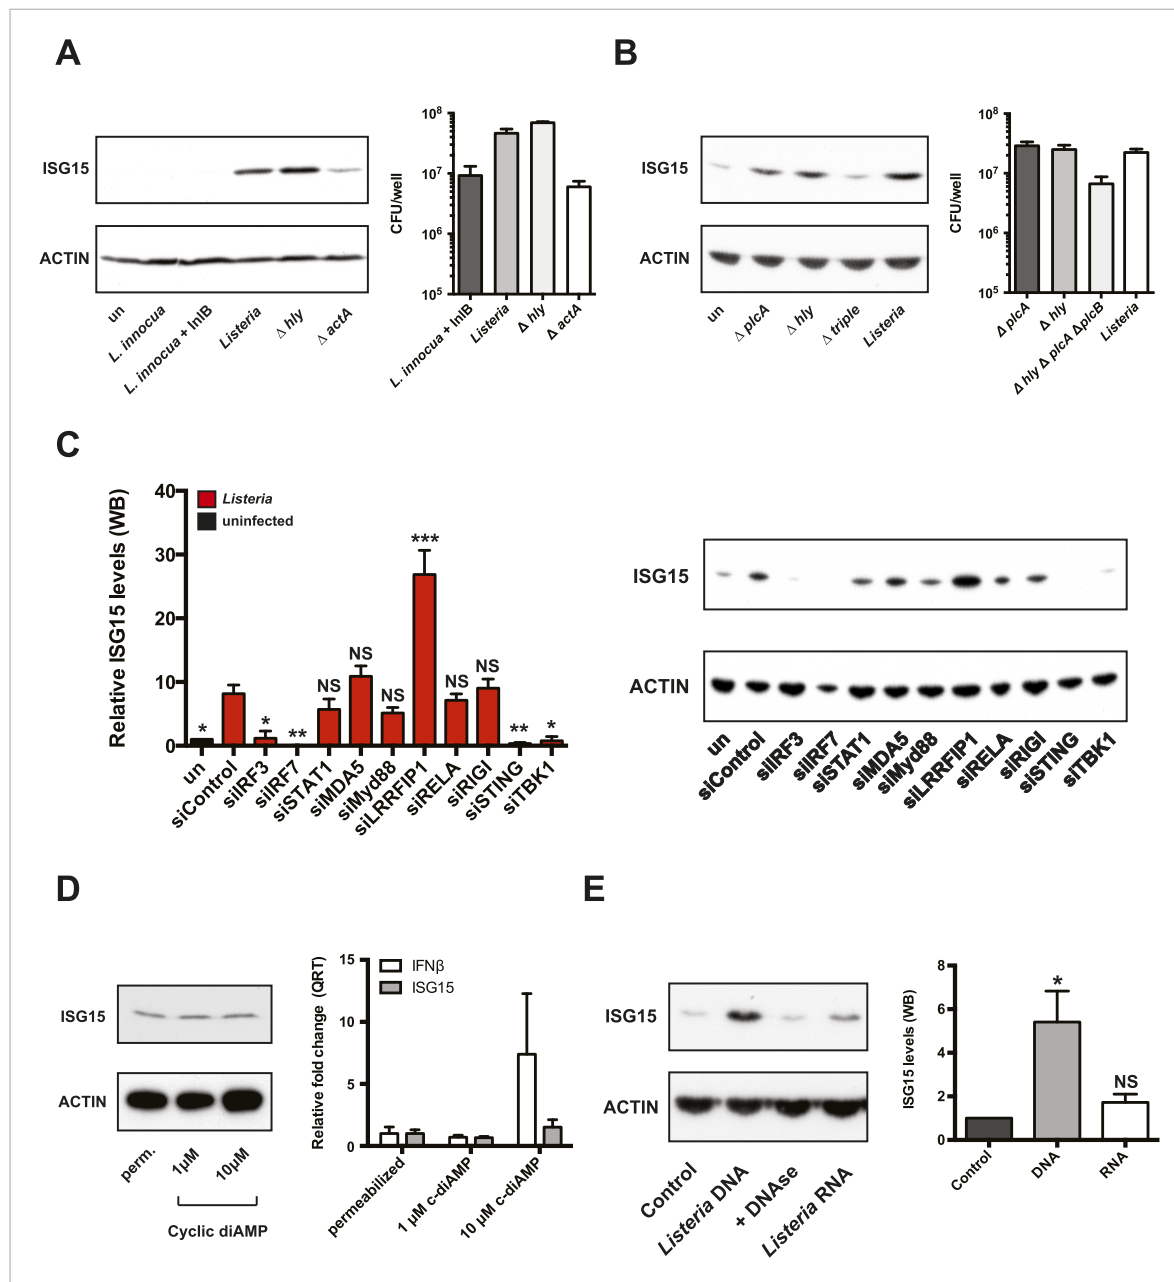 A
ISG15
ACTIN
un
L. innocua
L. innocua + InlB
Listeria
Δ hly
Δ actA
CFU/well
10⁸
10⁷
10⁶
10⁵
L. innocua + InlB
Listeria
Δ hly
Δ actA
B
ISG15
ACTIN
un
Δ plcA
Δ hly
Δ triple
Listeria
CFU/well
10⁸
10⁷
10⁶
10⁵
Δ plcA
Δ hly
Δ hly Δ plcA ΔplcB
Listeria
C
Relative ISG15 levels (WB)
40
30
20
10
0
Listeria
uninfected
*
*
**
NS
NS
NS
***
NS
NS
**
*
un
siControl
siIRF3
siIRF7
siSTAT1
siMDA5
siMyd88
siLRRFIP1
siRELA
siRIGI
siSTING
siTBK1
ISG15
ACTIN
un
siControl
siIRF3
siIRF7
siSTAT1
siMDA5
siMyd88
siLRRFIP1
siRELA
siRIGI
siSTING
siTBK1
D
ISG15
ACTIN
perm.
1µM
10µM
Cyclic diAMP
Relative fold change (QRT)
15
10
5
0
IFNβ
ISG15
permeabilized
1 µM c-diAMP
10 µM c-diAMP
E
ISG15
ACTIN
Control
Listeria DNA
+ DNAse
Listeria RNA
ISG15 levels (WB)
8
6
4
2
0
*
NS
Control
DNA
RNA